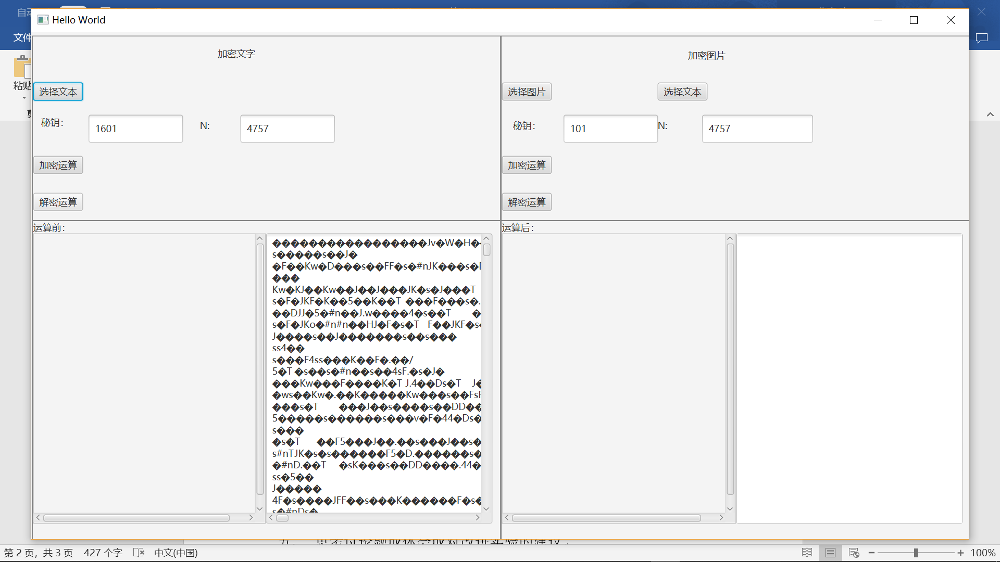 Hello World
文件
粘贴
加密文字
选择文本
秘钥：
1601
N:
4757
加密运算
解密运算
加密图片
选择图片
选择文本
秘钥：
101
N:
4757
加密运算
解密运算
运算前：
��������������������Jv�W�H�
s�����s��J�
�F��Kw�D���s��FF�s�#nJK���s�
���
Kw�KJ��Kw��J��J���JK�s�J���T
s�F�JKF�K��5��K��T ���F���s�.
��DJJ�5�#n��J.w����4�s��T �
s�F�JKo�#n#n��HJ�F�s�T F��JKF�s
J����s��J�������s��s���
ss4��
s���F4ss���K��F�.��/
5�T �s��s�#n��s��4sF.�s�J�
���Kw���F����K�T J.4��Ds�T J�
�ws��Kw�.��K�����Kw���s��Fs
���s�T ���J��s����s��DD��
5�����s������s���v�F�44�Ds�
s���
�s�T ��F5���J��.��s���J��s�
s#nTJK�s�s������F5�D.������s�
�#nD.��T �sK���s��DD����.44�
ss�5��
J�����
4F�s����JFF��s���K������F�s�
s�#nDs�
运算后：
第 2 页，共 3 页 427 个字 中文(中国) 100%